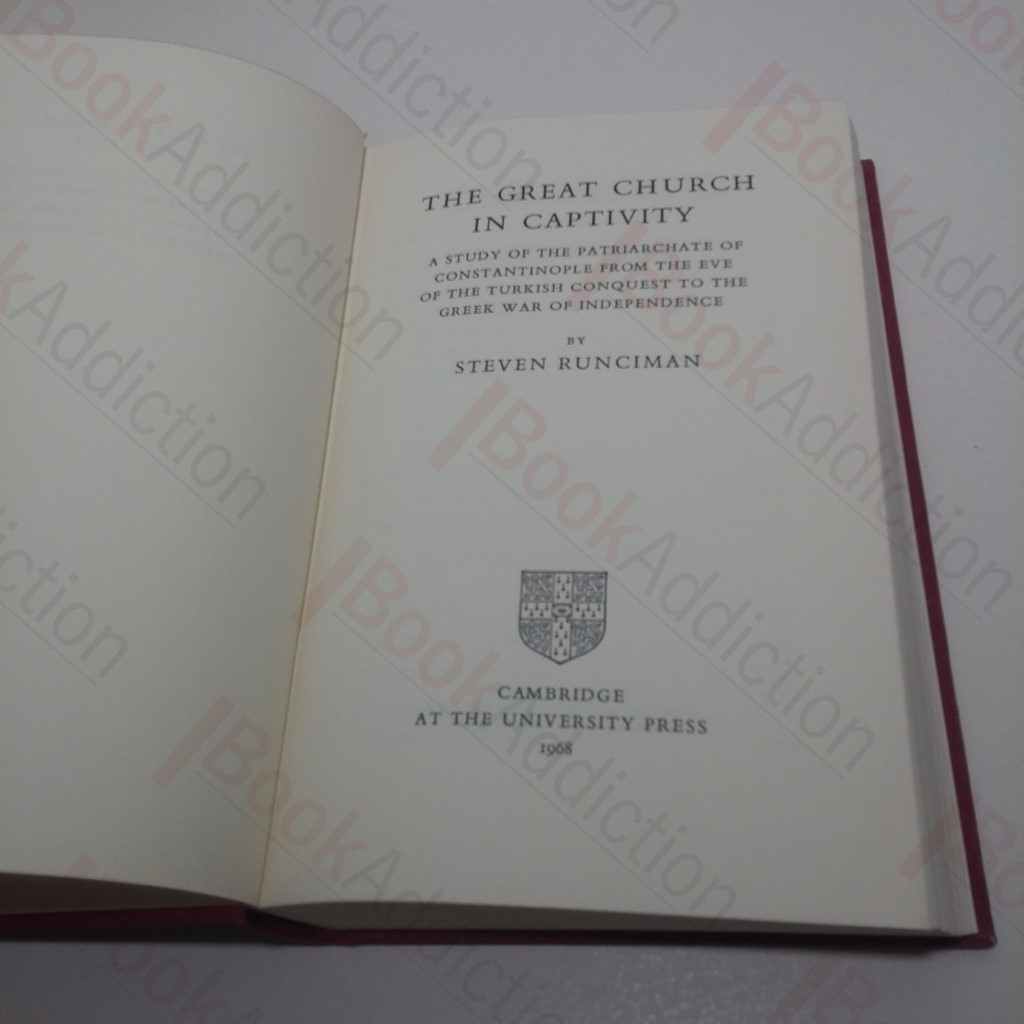 THE GREAT CHURCH
IN CAPTIVITY
A STUDY OF THE PATRIARCHATE OF
CONSTANTINOPLE FROM THE EVE
OF THE TURKISH CONQUEST TO THE
GREEK WAR OF INDEPENDENCE
BY
STEVEN RUNCIMAN
CAMBRIDGE
AT THE UNIVERSITY PRESS
1968
BookAddiction